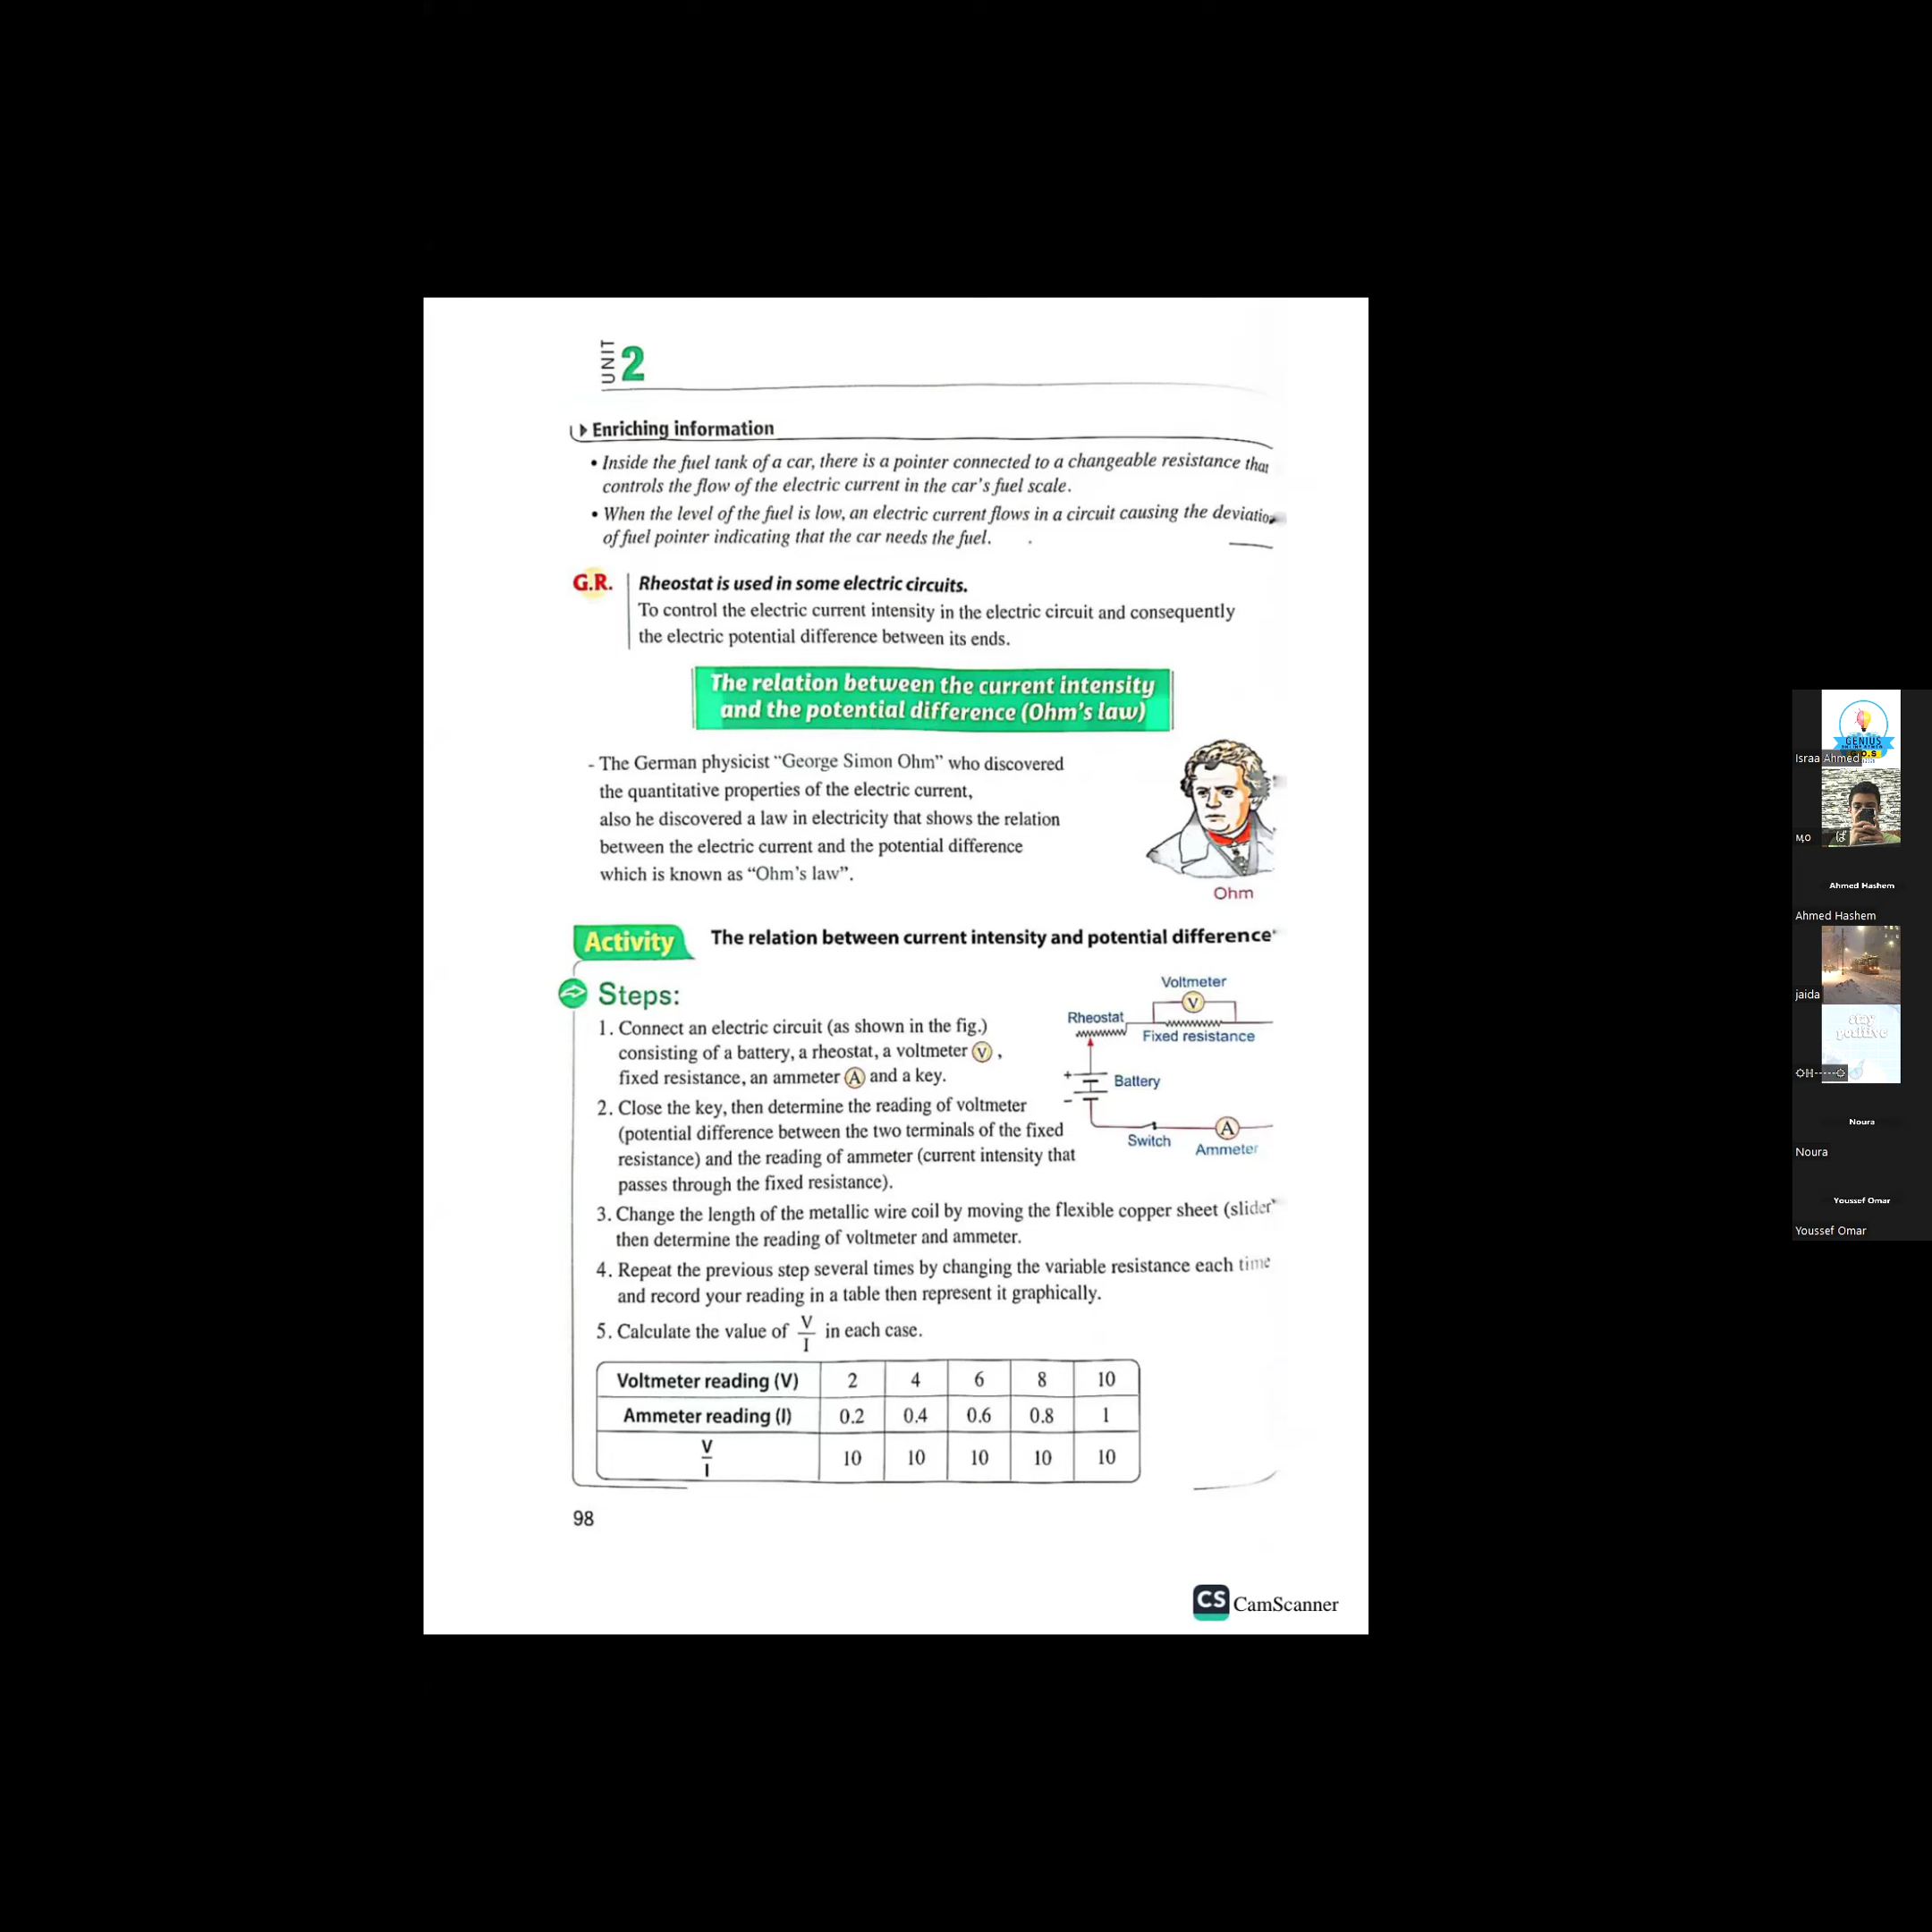 UNIT 2
Enriching information
• Inside the fuel tank of a car, there is a pointer connected to a changeable resistance that
controls the flow of the electric current in the car's fuel scale.
• When the level of the fuel is low, an electric current flows in a circuit causing the deviation
of fuel pointer indicating that the car needs the fuel.
G.R. Rheostat is used in some electric circuits.
To control the electric current intensity in the electric circuit and consequently
the electric potential difference between its ends.
The relation between the current intensity
and the potential difference (Ohm's law)
- The German physicist “George Simon Ohm” who discovered
the quantitative properties of the electric current,
also he discovered a law in electricity that shows the relation
between the electric current and the potential difference
which is known as “Ohm's law”.
Ohm
Activity The relation between current intensity and potential difference
Steps:
1. Connect an electric circuit (as shown in the fig.)
consisting of a battery, a rheostat, a voltmeter V ,
fixed resistance, an ammeter A and a key.
2. Close the key, then determine the reading of voltmeter
(potential difference between the two terminals of the fixed
resistance) and the reading of ammeter (current intensity that
passes through the fixed resistance).
Voltmeter
V
Rheostat
Fixed resistance
+
Battery
-
A
Switch
Ammeter
3. Change the length of the metallic wire coil by moving the flexible copper sheet (slider
then determine the reading of voltmeter and ammeter.
4. Repeat the previous step several times by changing the variable resistance each time
and record your reading in a table then represent it graphically.
5. Calculate the value of V/I in each case.
Voltmeter reading (V) 2 4 6 8 10
Ammeter reading (I) 0.2 0.4 0.6 0.8 1
V/I 10 10 10 10 10
98
CS CamScanner
GENIUS
Israa Ahmed
Ahmed Hashem
Ahmed Hashem
jaida
stay
positive
Noura
Noura
Youssef Omar
Youssef Omar